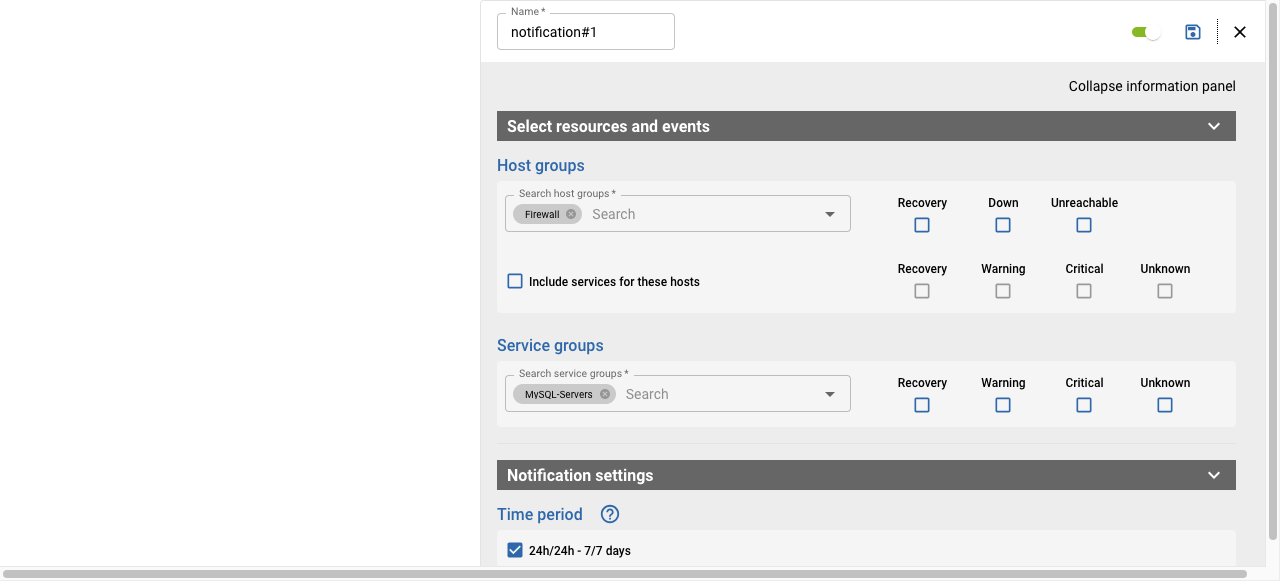 Name *
notification#1
Collapse information panel
Select resources and events
Host groups
Search host groups *
Firewall Search
Recovery Down Unreachable
Include services for these hosts
Recovery Warning Critical Unknown
Service groups
Search service groups *
MySQL-Servers Search
Recovery Warning Critical Unknown
Notification settings
Time period ?
24h/24h - 7/7 days